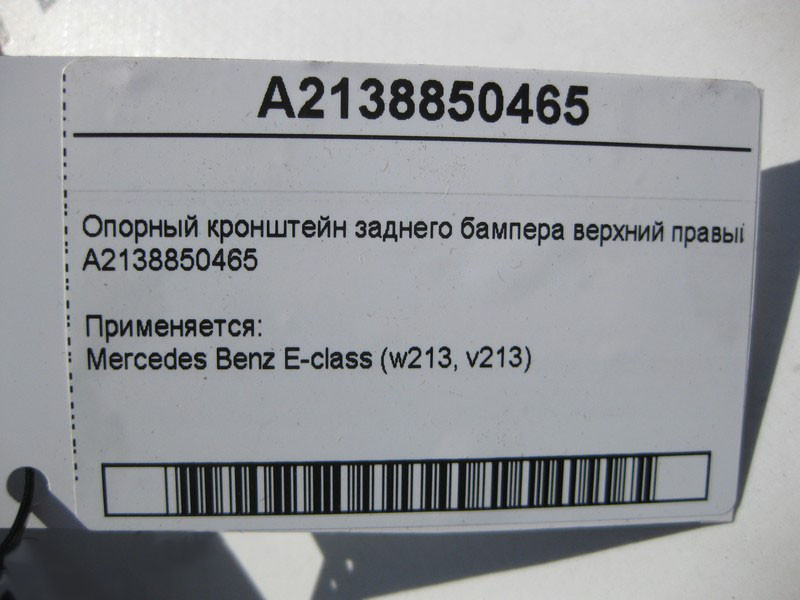 A2138850465
Опорный кронштейн заднего бампера верхний правы
A2138850465
Применяется:
Mercedes Benz E-class (w213, v213)